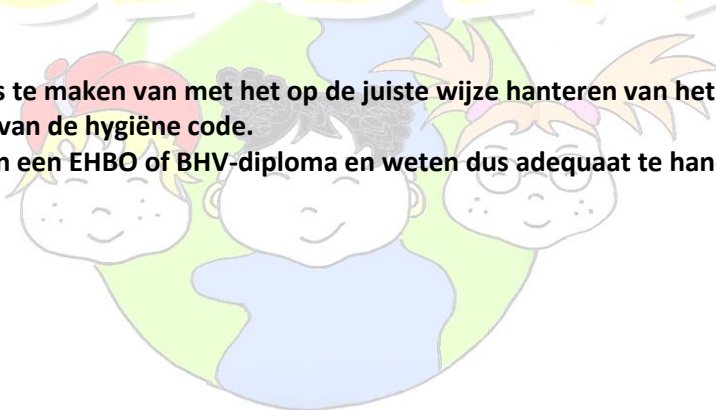 s te maken van met het op de juiste wijze hanteren van het
van de hygiëne code.
n een EHBO of BHV-diploma en weten dus adequaat te han